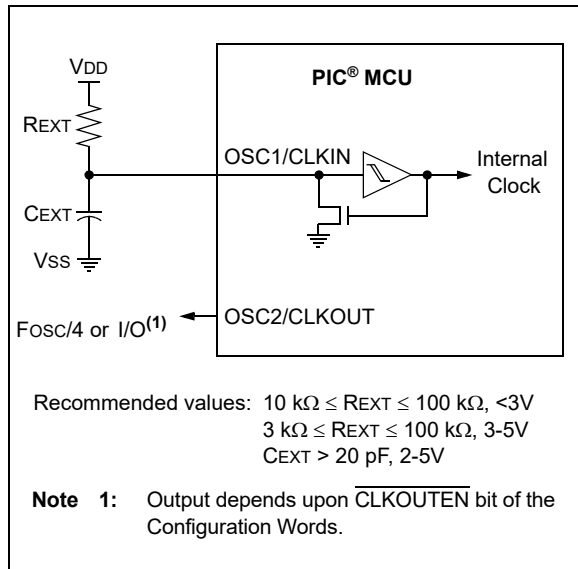 VDD
PIC® MCU
REXT
OSC1/CLKIN
Internal
Clock
CEXT
VSS
OSC2/CLKOUT
FOSC/4 or I/O(1)
Recommended values: 10 kΩ ≤ REXT ≤ 100 kΩ, <3V
3 kΩ ≤ REXT ≤ 100 kΩ, 3-5V
CEXT > 20 pF, 2-5V
Note 1: Output depends upon CLKOUTEN bit of the
Configuration Words.